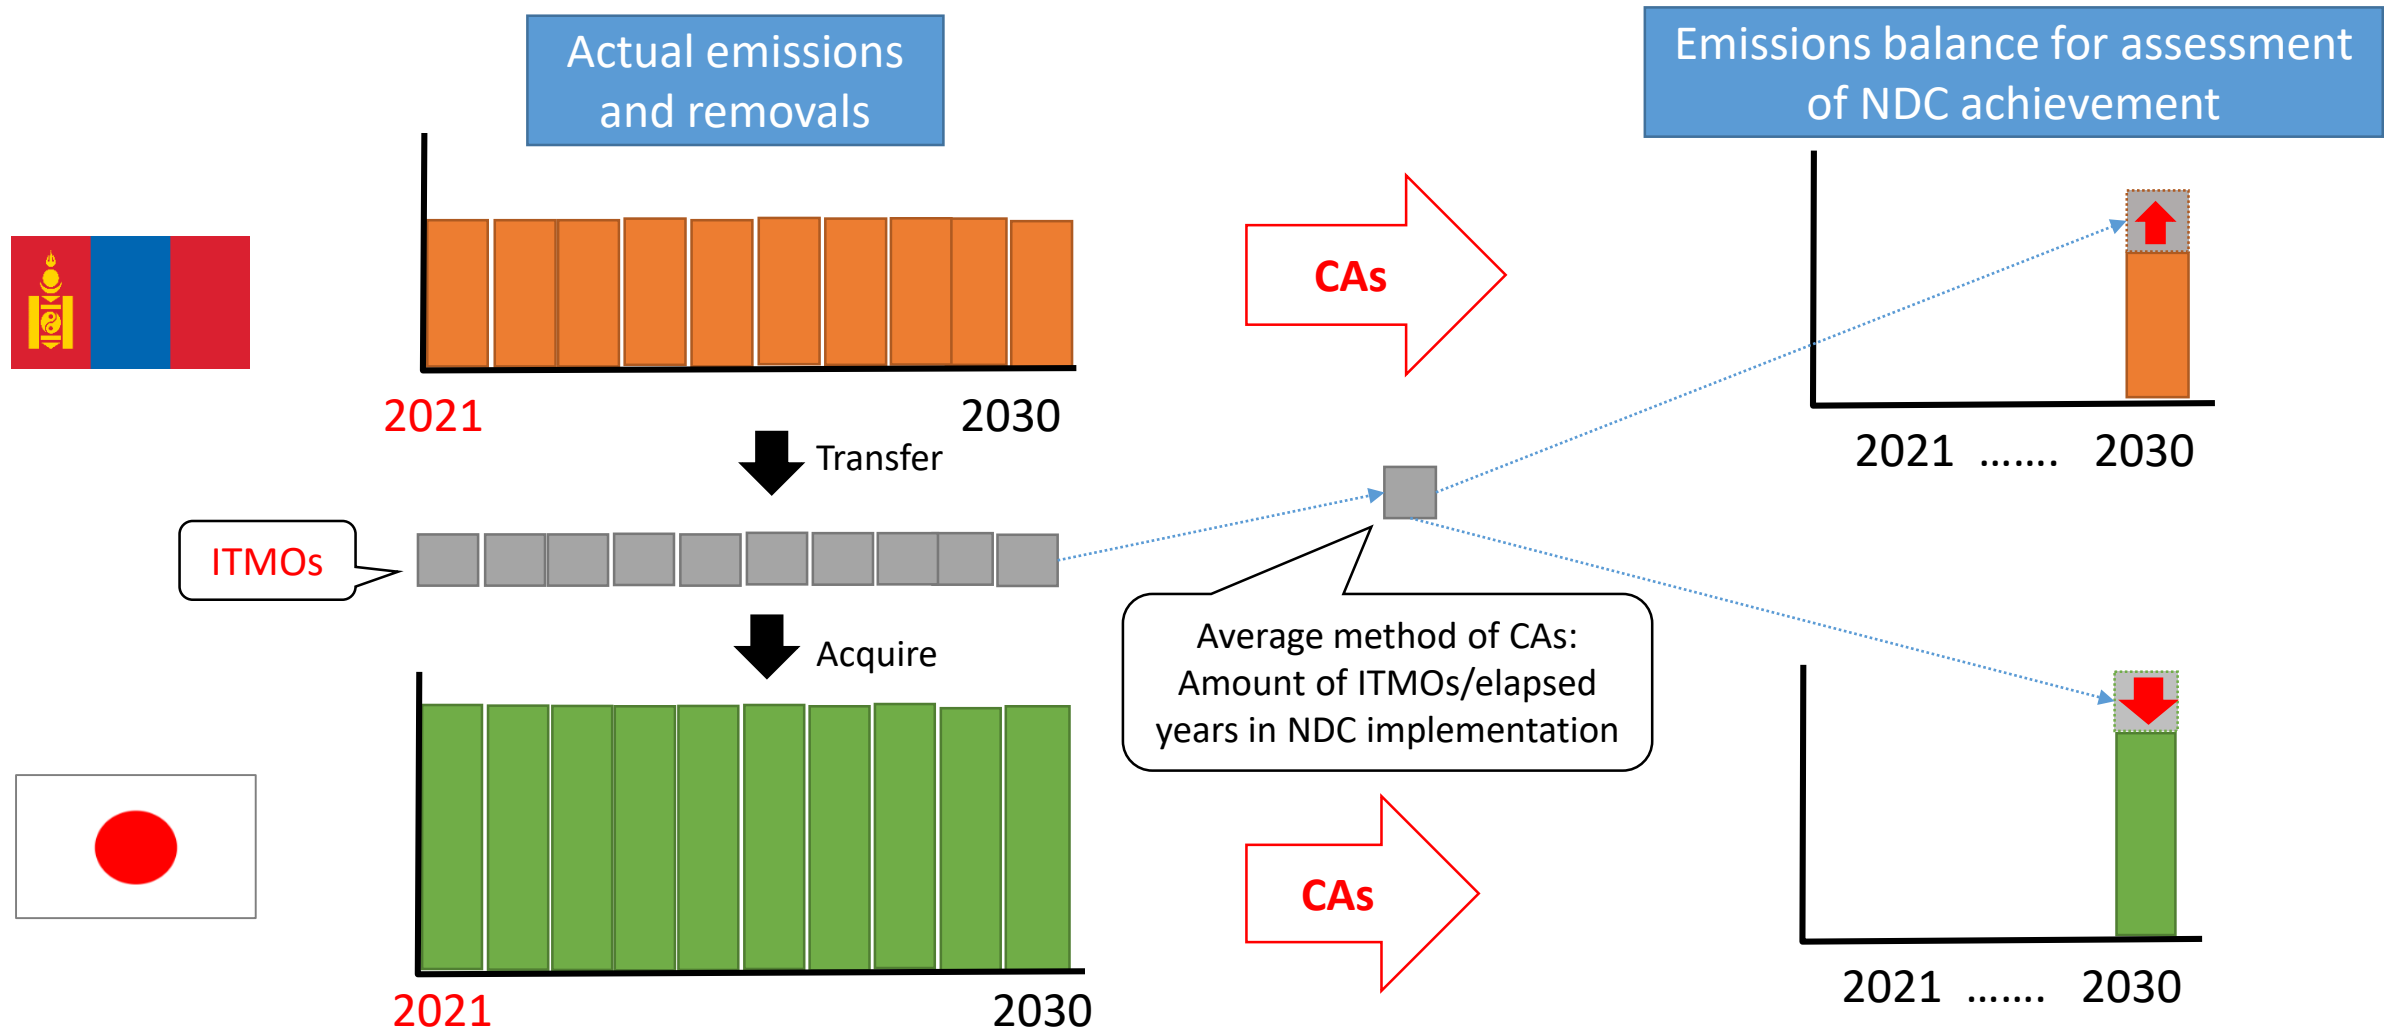 Actual emissions
and removals
Emissions balance for assessment
of NDC achievement
CAs
2021
2030
2021 ....... 2030
Transfer
ITMOs
Average method of CAs:
Amount of ITMOs/elapsed
years in NDC implementation
Acquire
CAs
2021
2030
2021 ....... 2030